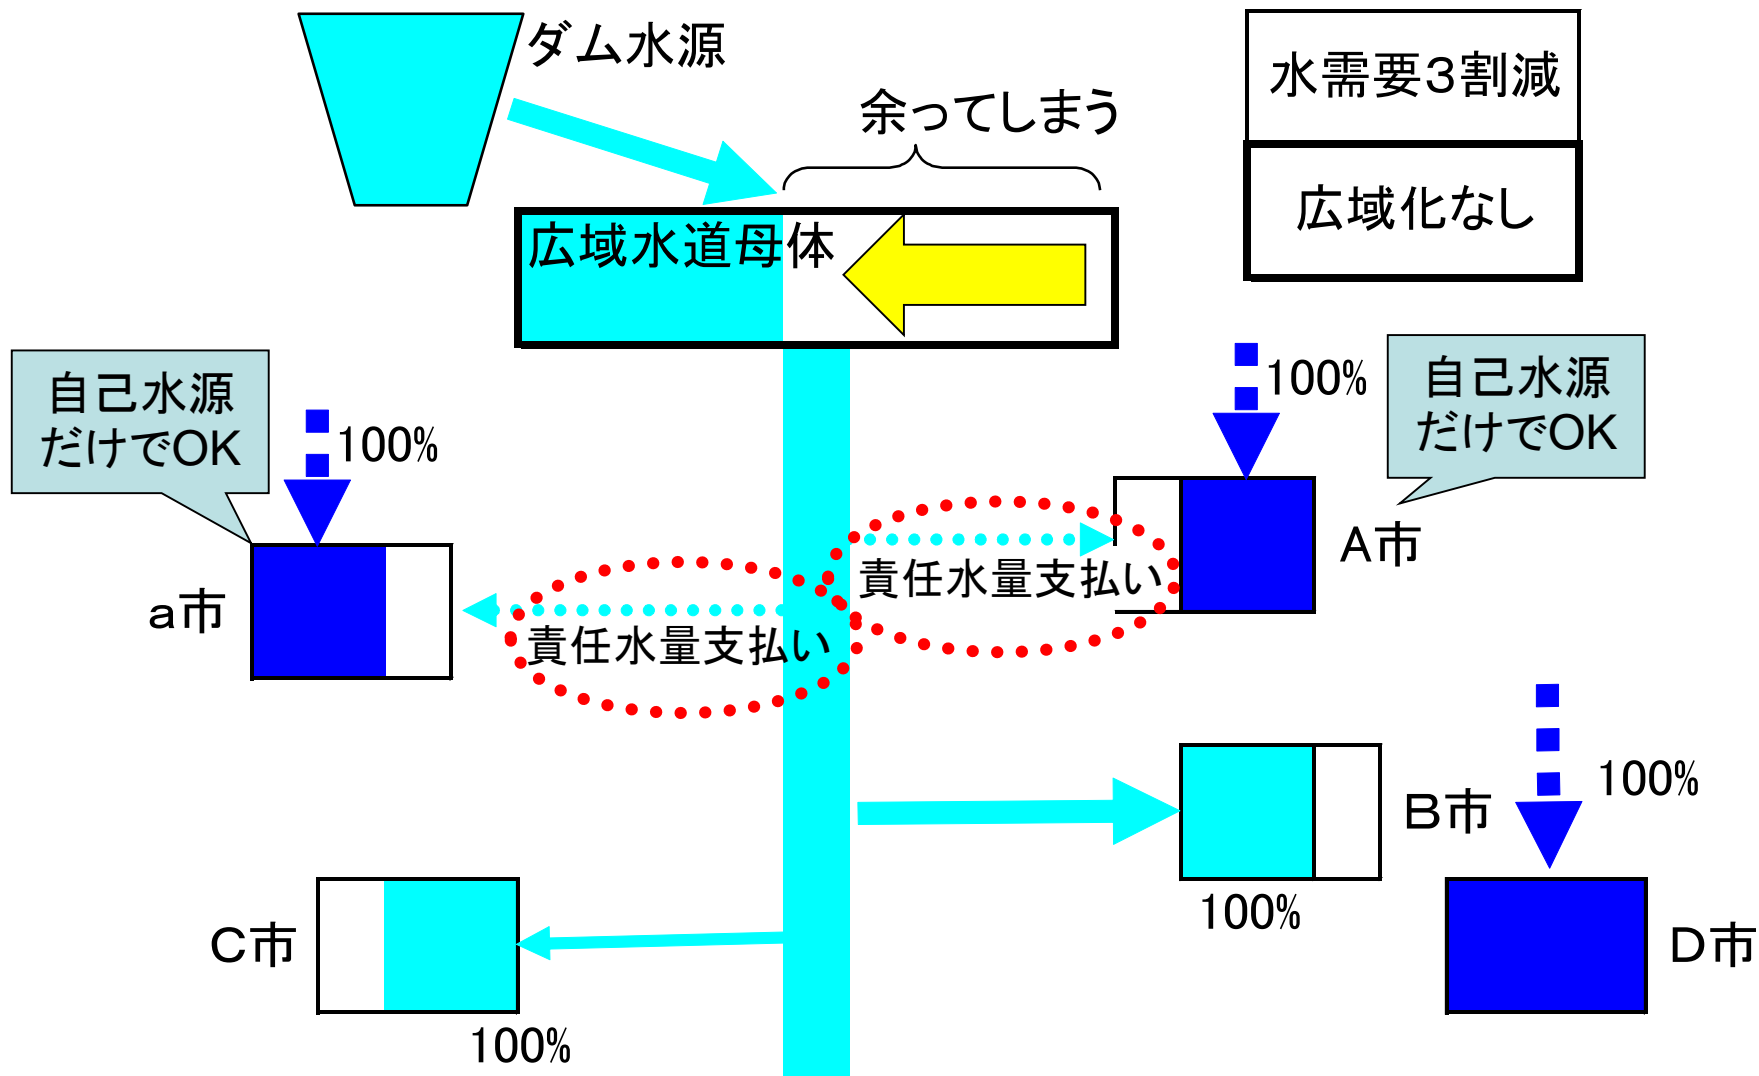 ダム水源
水需要3割減
余ってしまう
広域化なし
広域水道母体
自己水源
だけでOK
100%
100%
自己水源
だけでOK
A市
責任水量支払い
a市
責任水量支払い
100%
B市
100%
C市
D市
100%